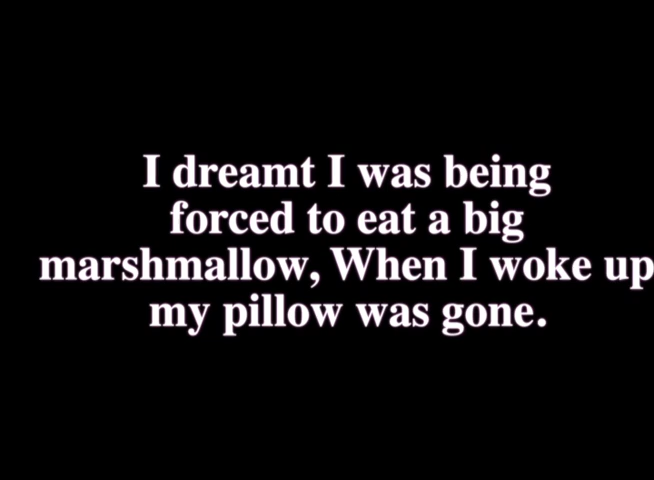 I dreamt I was being
forced to eat a big
marshmallow, When I woke up
my pillow was gone.